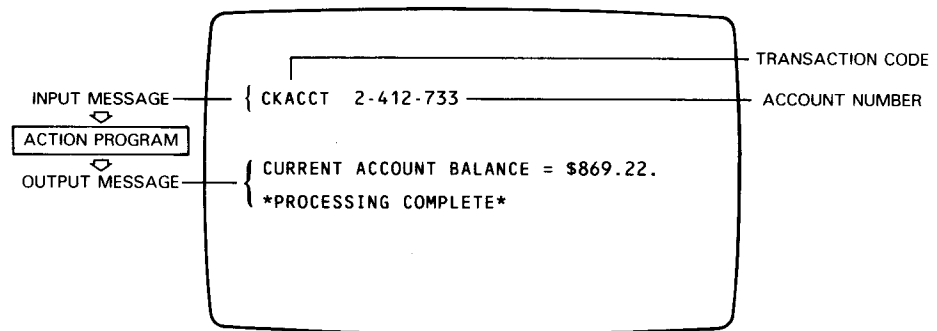 TRANSACTION CODE
INPUT MESSAGE
CKACCT 2-412-733
ACCOUNT NUMBER
ACTION PROGRAM
OUTPUT MESSAGE
CURRENT ACCOUNT BALANCE = $869.22.
*PROCESSING COMPLETE*